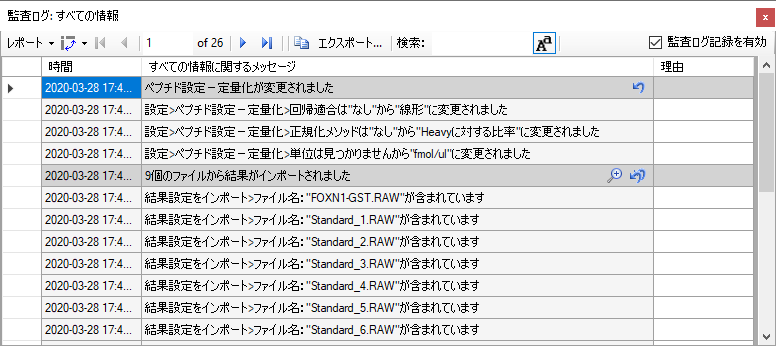 監査ログ: すべての情報
レポート 1 of 26 エクスポート... 検索: Aa 監査ログ記録を有効
時間 すべての情報に関するメッセージ 理由
2020-03-28 17:4... ペプチド設定 – 定量化が変更されました
2020-03-28 17:4... 設定>ペプチド設定 – 定量化>回帰適合は"なし"から"線形"に変更されました
2020-03-28 17:4... 設定>ペプチド設定 – 定量化>正規化メソッドは"なし"から"Heavyに対する比率"に変更されました
2020-03-28 17:4... 設定>ペプチド設定 – 定量化>単位は見つかりませんから"fmol/ul"に変更されました
2020-03-28 17:4... 9個のファイルから結果がインポートされました
2020-03-28 17:4... 結果設定をインポート>ファイル名: "FOXN1-GST.RAW"が含まれています
2020-03-28 17:4... 結果設定をインポート>ファイル名: "Standard_1.RAW"が含まれています
2020-03-28 17:4... 結果設定をインポート>ファイル名: "Standard_2.RAW"が含まれています
2020-03-28 17:4... 結果設定をインポート>ファイル名: "Standard_3.RAW"が含まれています
2020-03-28 17:4... 結果設定をインポート>ファイル名: "Standard_4.RAW"が含まれています
2020-03-28 17:4... 結果設定をインポート>ファイル名: "Standard_5.RAW"が含まれています
2020-03-28 17:4... 結果設定をインポート>ファイル名: "Standard_6.RAW"が含まれています